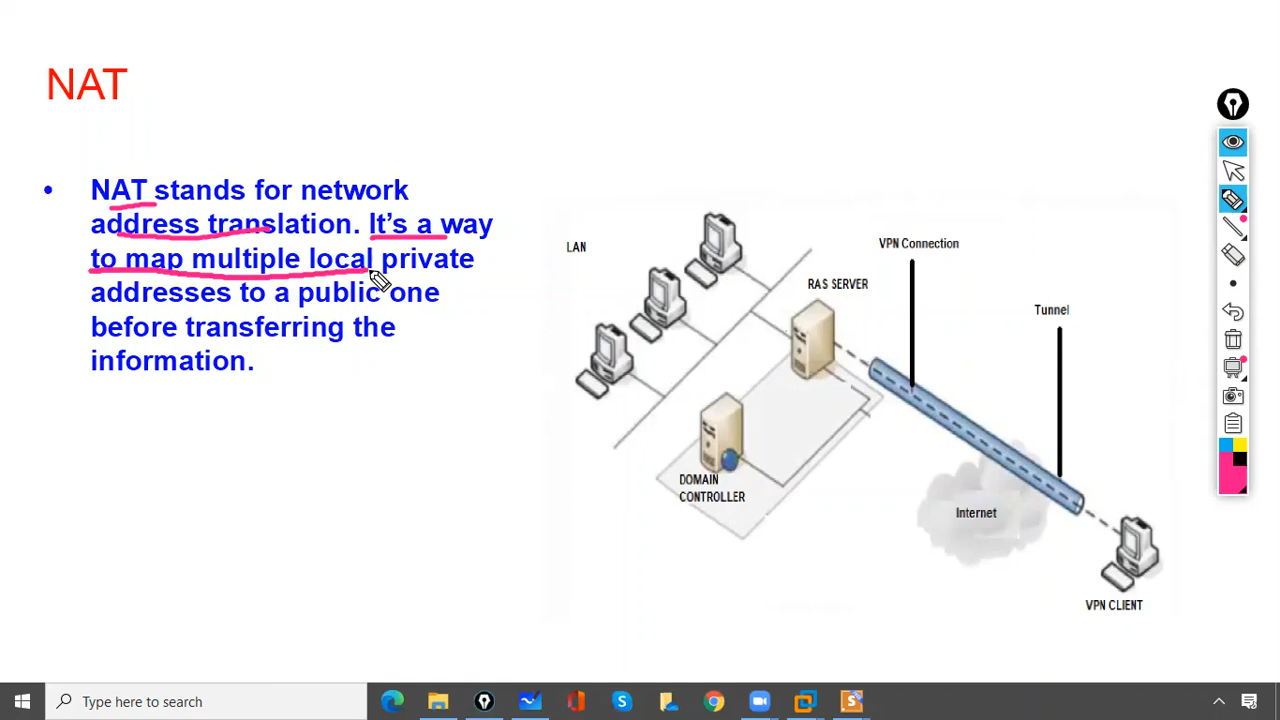 NAT
• NAT stands for network
address translation. It’s a way
to map multiple local private
addresses to a public one
before transferring the
information.
LAN
VPN Connection
RAS SERVER
Tunnel
DOMAIN
CONTROLLER
Internet
VPN CLIENT
Type here to search